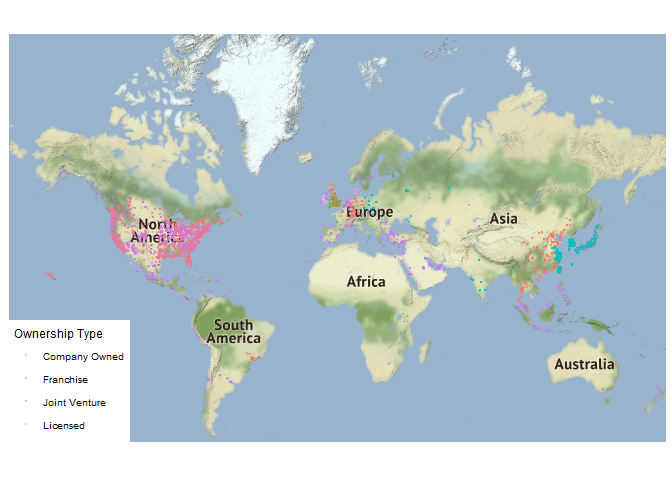 North
America
Europe
Asia
Africa
South
America
Australia
Ownership Type
Company Owned
Franchise
Joint Venture
Licensed